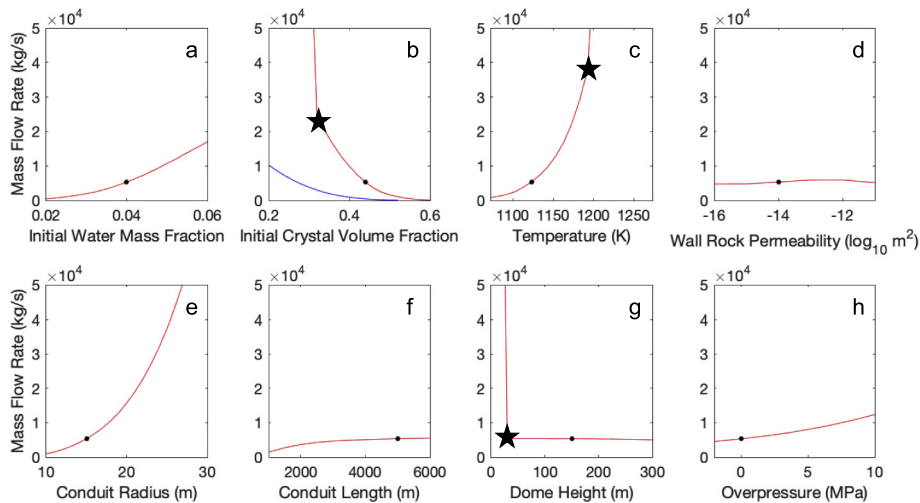 ×10⁴ ×10⁴ ×10⁴ ×10⁴
5 5 5 5
a b c d
4 4 4 4
3 3 3 3
2 2 2 2
1 1 1 1
0 0 0 0
Mass Flow Rate (kg/s)
0.02 0.04 0.06 0.2 0.4 0.6 1100 1150 1200 1250 -16 -14 -12
Initial Water Mass Fraction Initial Crystal Volume Fraction Temperature (K) Wall Rock Permeability (log₁₀ m²)
×10⁴ ×10⁴ ×10⁴ ×10⁴
5 5 5 5
e f g h
4 4 4 4
3 3 3 3
2 2 2 2
1 1 1 1
0 0 0 0
Mass Flow Rate (kg/s)
10 20 30 2000 4000 6000 0 100 200 300 0 5 10
Conduit Radius (m) Conduit Length (m) Dome Height (m) Overpressure (MPa)